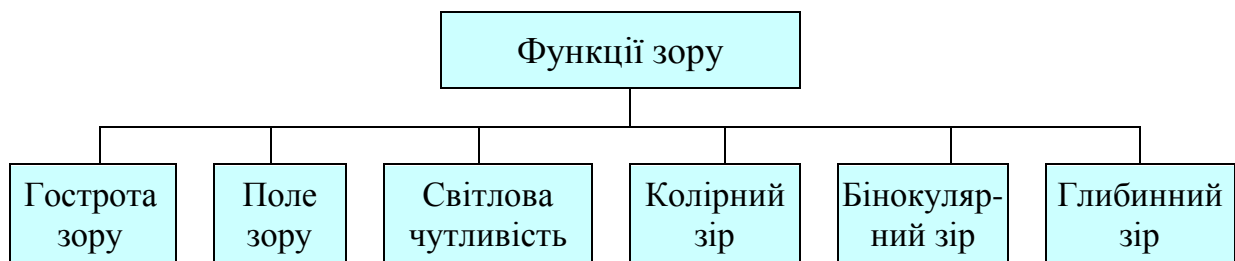 Функції зору
Гострота
зору
Поле
зору
Світлова
чутливість
Колірний
зір
Бінокуляр-
ний зір
Глибинний
зір